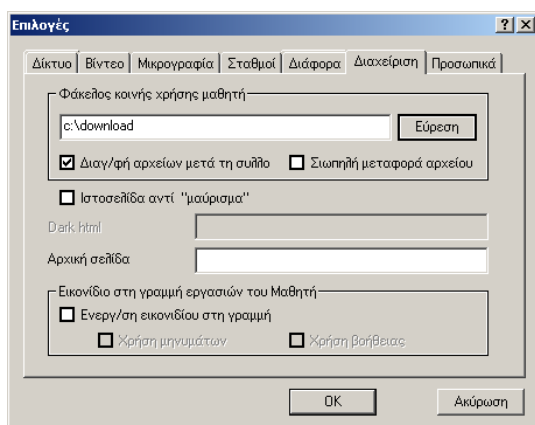 Επιλογές
Δίκτυο Βίντεο Μικρογραφία Σταθμοί Διάφορα Διαχείριση Προσωπικά
Φάκελος κοινής χρήσης μαθητή
c:\download Εύρεση
Διαγ/φή αρχείων μετά τη συλλο Σιωπηλή μεταφορά αρχείου
Ιστοσελίδα αντί "μαύρισμα"
Dark html
Αρχική σελίδα
Εικονίδιο στη γραμμή εργασιών του Μαθητή
Ενεργ/ση εικονιδίου στη γραμμή
Χρήση μηνυμάτων Χρήση βοήθειας
OK Ακύρωση